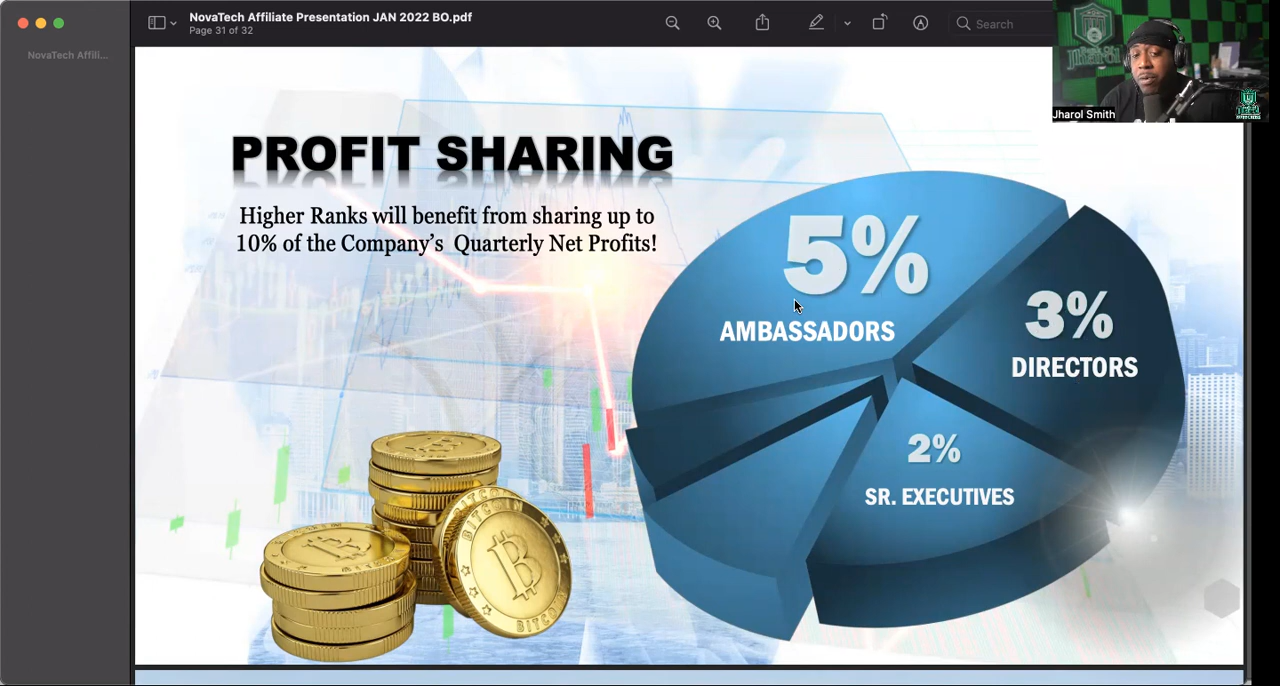 NovaTech Affiliate Presentation JAN 2022 BO.pdf
Page 31 of 32
Search
NovaTech Affili...
Jharol Smith
PROFIT SHARING
Higher Ranks will benefit from sharing up to
10% of the Company's Quarterly Net Profits!
5%
AMBASSADORS
3%
DIRECTORS
2%
SR. EXECUTIVES
BITCOIN
BITCOIN